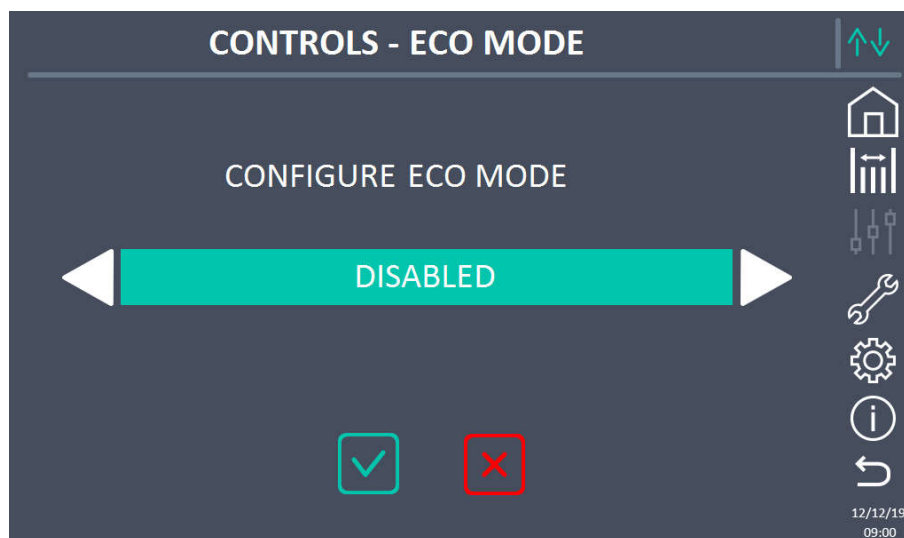 CONTROLS - ECO MODE
CONFIGURE ECO MODE
DISABLED
12/12/19
09:00